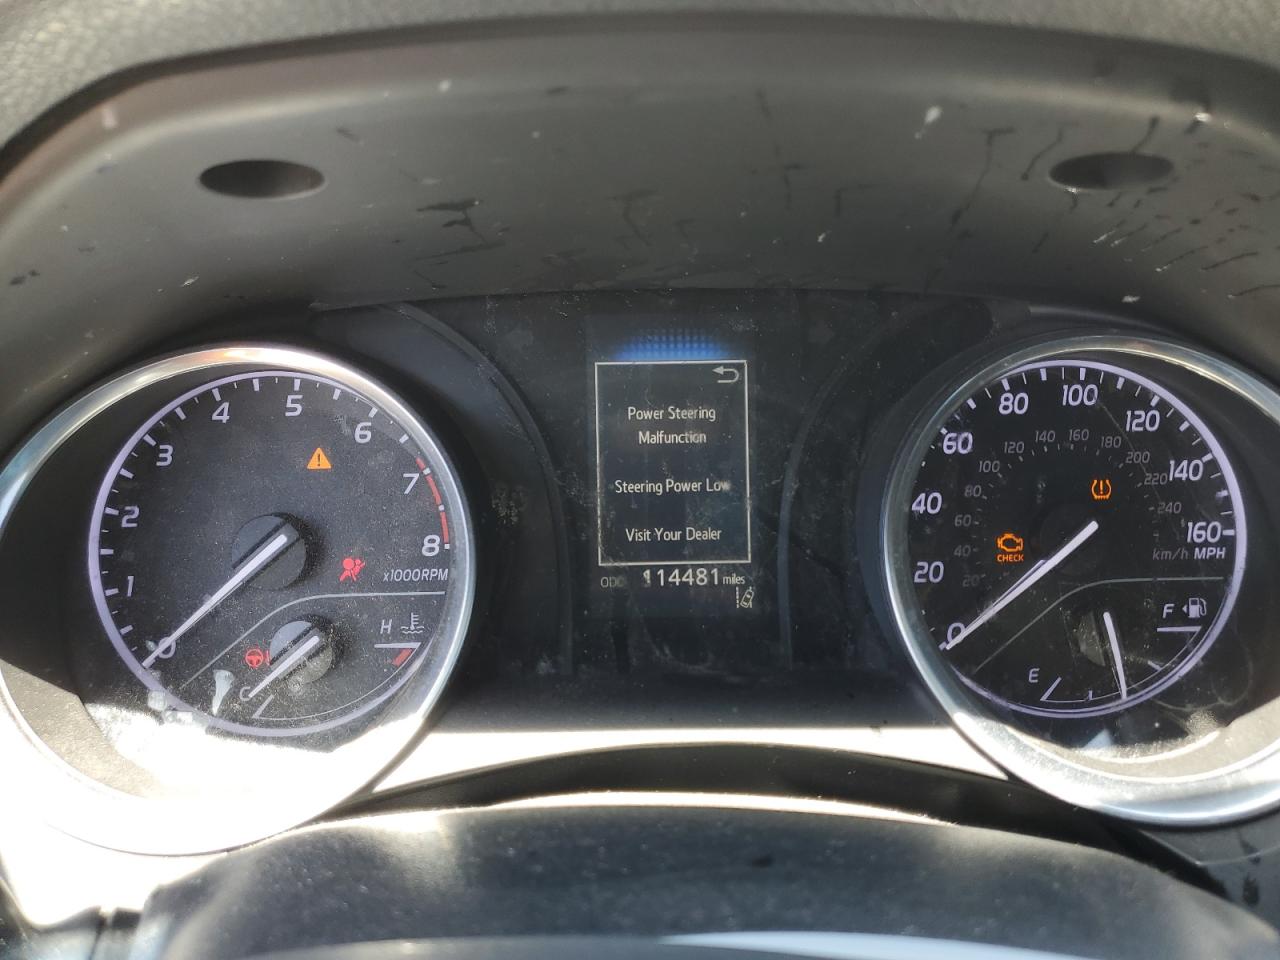 Power Steering
Malfunction
Steering Power Low
Visit Your Dealer
ODO 114481 miles
0
1
2
3
4
5
6
7
8
x1000RPM
H
C
0
20
40
60
80
100
120
140
160
MPH
km/h
20
40
60
80
100
120
140
160
180
200
220
240
CHECK
E
F